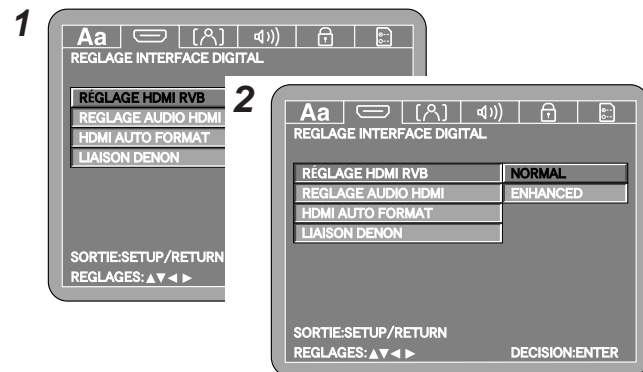 1
Aa
REGLAGE INTERFACE DIGITAL
RÉGLAGE HDMI RVB
REGLAGE AUDIO HDMI
HDMI AUTO FORMAT
LIAISON DENON
SORTIE:SETUP/RETURN
REGLAGES:▲▼◄►
2
Aa
REGLAGE INTERFACE DIGITAL
RÉGLAGE HDMI RVB NORMAL
REGLAGE AUDIO HDMI ENHANCED
HDMI AUTO FORMAT
LIAISON DENON
SORTIE:SETUP/RETURN
REGLAGES:▲▼◄► DECISION:ENTER